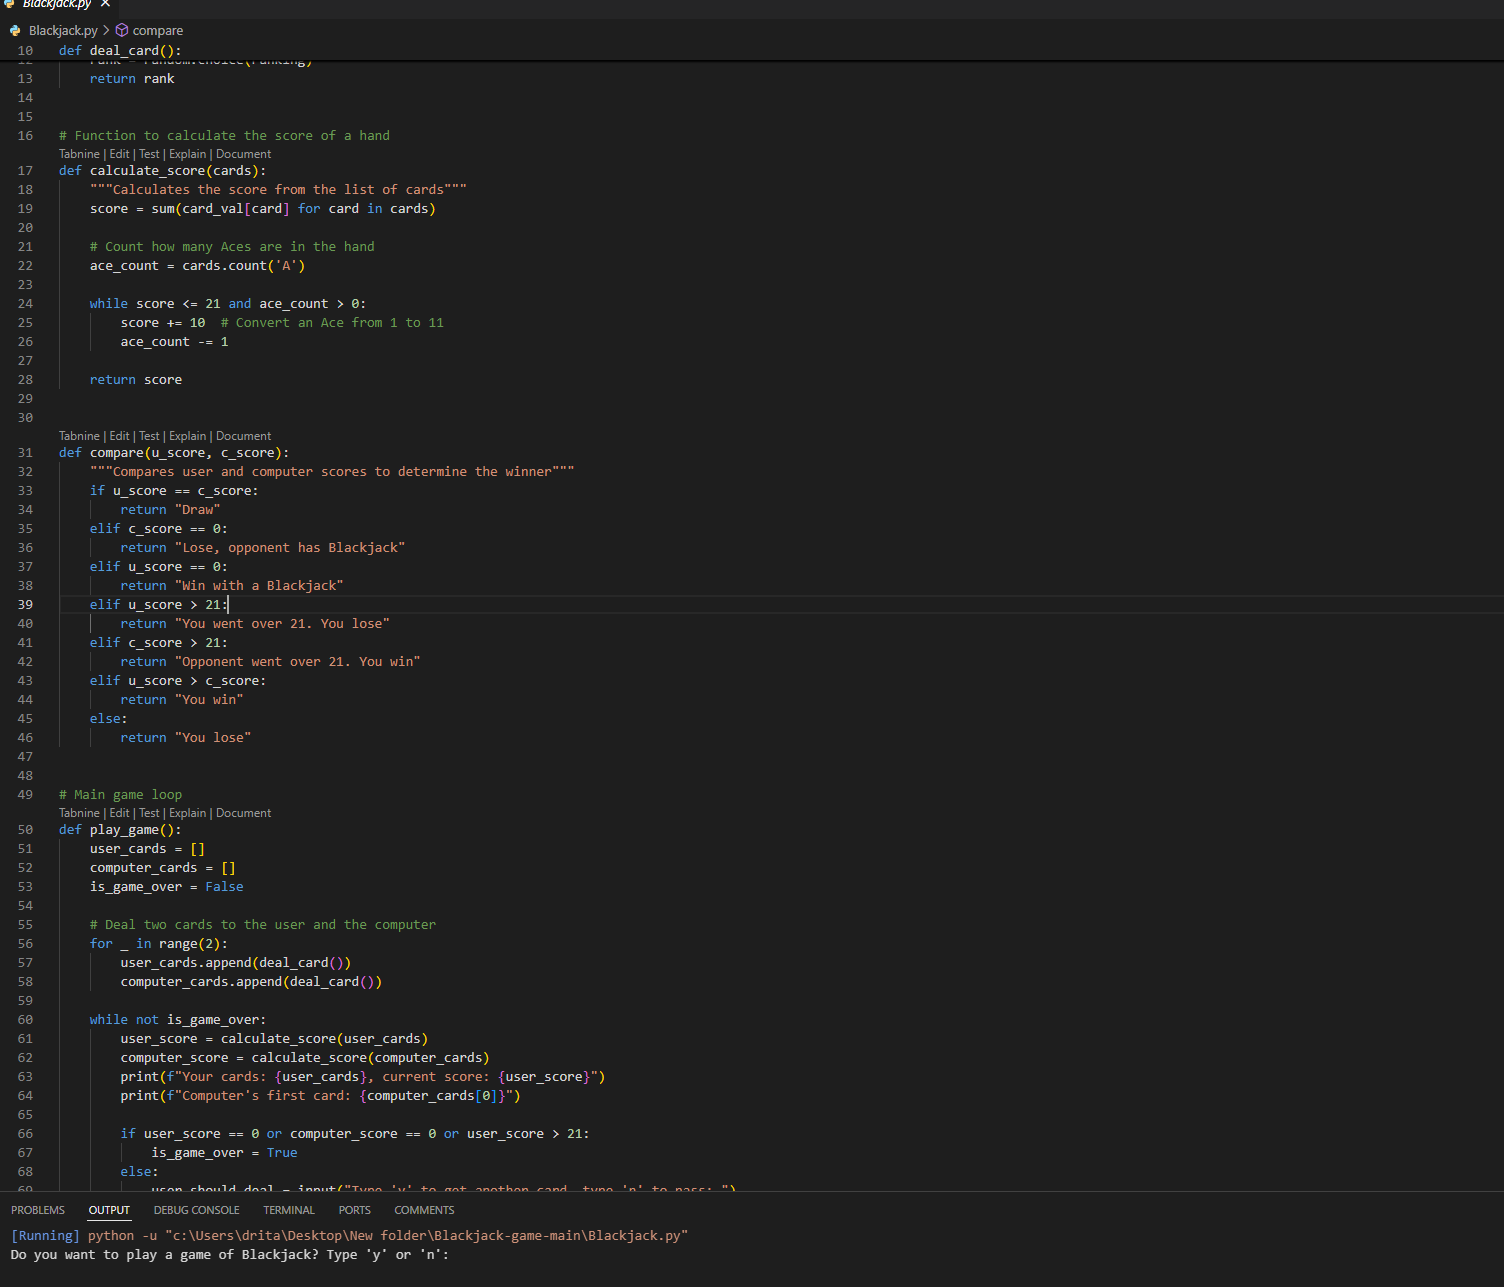 Blackjack.py ×
Blackjack.py > compare
10 def deal_card():
12 rank = random.choice(ranking)
13 return rank
14
15
16 # Function to calculate the score of a hand
Tabnine | Edit | Test | Explain | Document
17 def calculate_score(cards):
18 """Calculates the score from the list of cards"""
19 score = sum(card_val[card] for card in cards)
20
21 # Count how many Aces are in the hand
22 ace_count = cards.count('A')
23
24 while score <= 21 and ace_count > 0:
25 score += 10 # Convert an Ace from 1 to 11
26 ace_count -= 1
27
28 return score
29
30
Tabnine | Edit | Test | Explain | Document
31 def compare(u_score, c_score):
32 """Compares user and computer scores to determine the winner"""
33 if u_score == c_score:
34 return "Draw"
35 elif c_score == 0:
36 return "Lose, opponent has Blackjack"
37 elif u_score == 0:
38 return "Win with a Blackjack"
39 elif u_score > 21:
40 return "You went over 21. You lose"
41 elif c_score > 21:
42 return "Opponent went over 21. You win"
43 elif u_score > c_score:
44 return "You win"
45 else:
46 return "You lose"
47
48
49 # Main game loop
Tabnine | Edit | Test | Explain | Document
50 def play_game():
51 user_cards = []
52 computer_cards = []
53 is_game_over = False
54
55 # Deal two cards to the user and the computer
56 for _ in range(2):
57 user_cards.append(deal_card())
58 computer_cards.append(deal_card())
59
60 while not is_game_over:
61 user_score = calculate_score(user_cards)
62 computer_score = calculate_score(computer_cards)
63 print(f"Your cards: {user_cards}, current score: {user_score}")
64 print(f"Computer's first card: {computer_cards[0]}")
65
66 if user_score == 0 or computer_score == 0 or user_score > 21:
67 is_game_over = True
68 else:
69 user_should_deal = input("Type 'y' to get another card, type 'n' to pass: ")
PROBLEMS OUTPUT DEBUG CONSOLE TERMINAL PORTS COMMENTS
[Running] python -u "c:\Users\drita\Desktop\New folder\Blackjack-game-main\Blackjack.py"
Do you want to play a game of Blackjack? Type 'y' or 'n':